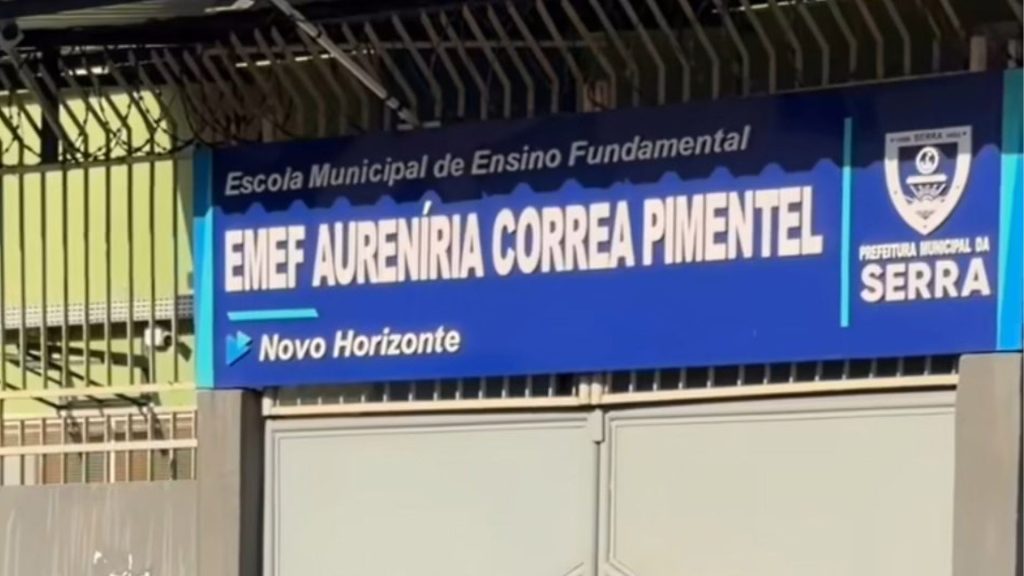 Escola Municipal de Ensino Fundamental
EMEF AURENÍRIA CORREA PIMENTEL
Novo Horizonte
SERRA
PREFEITURA MUNICIPAL DA
SERRA